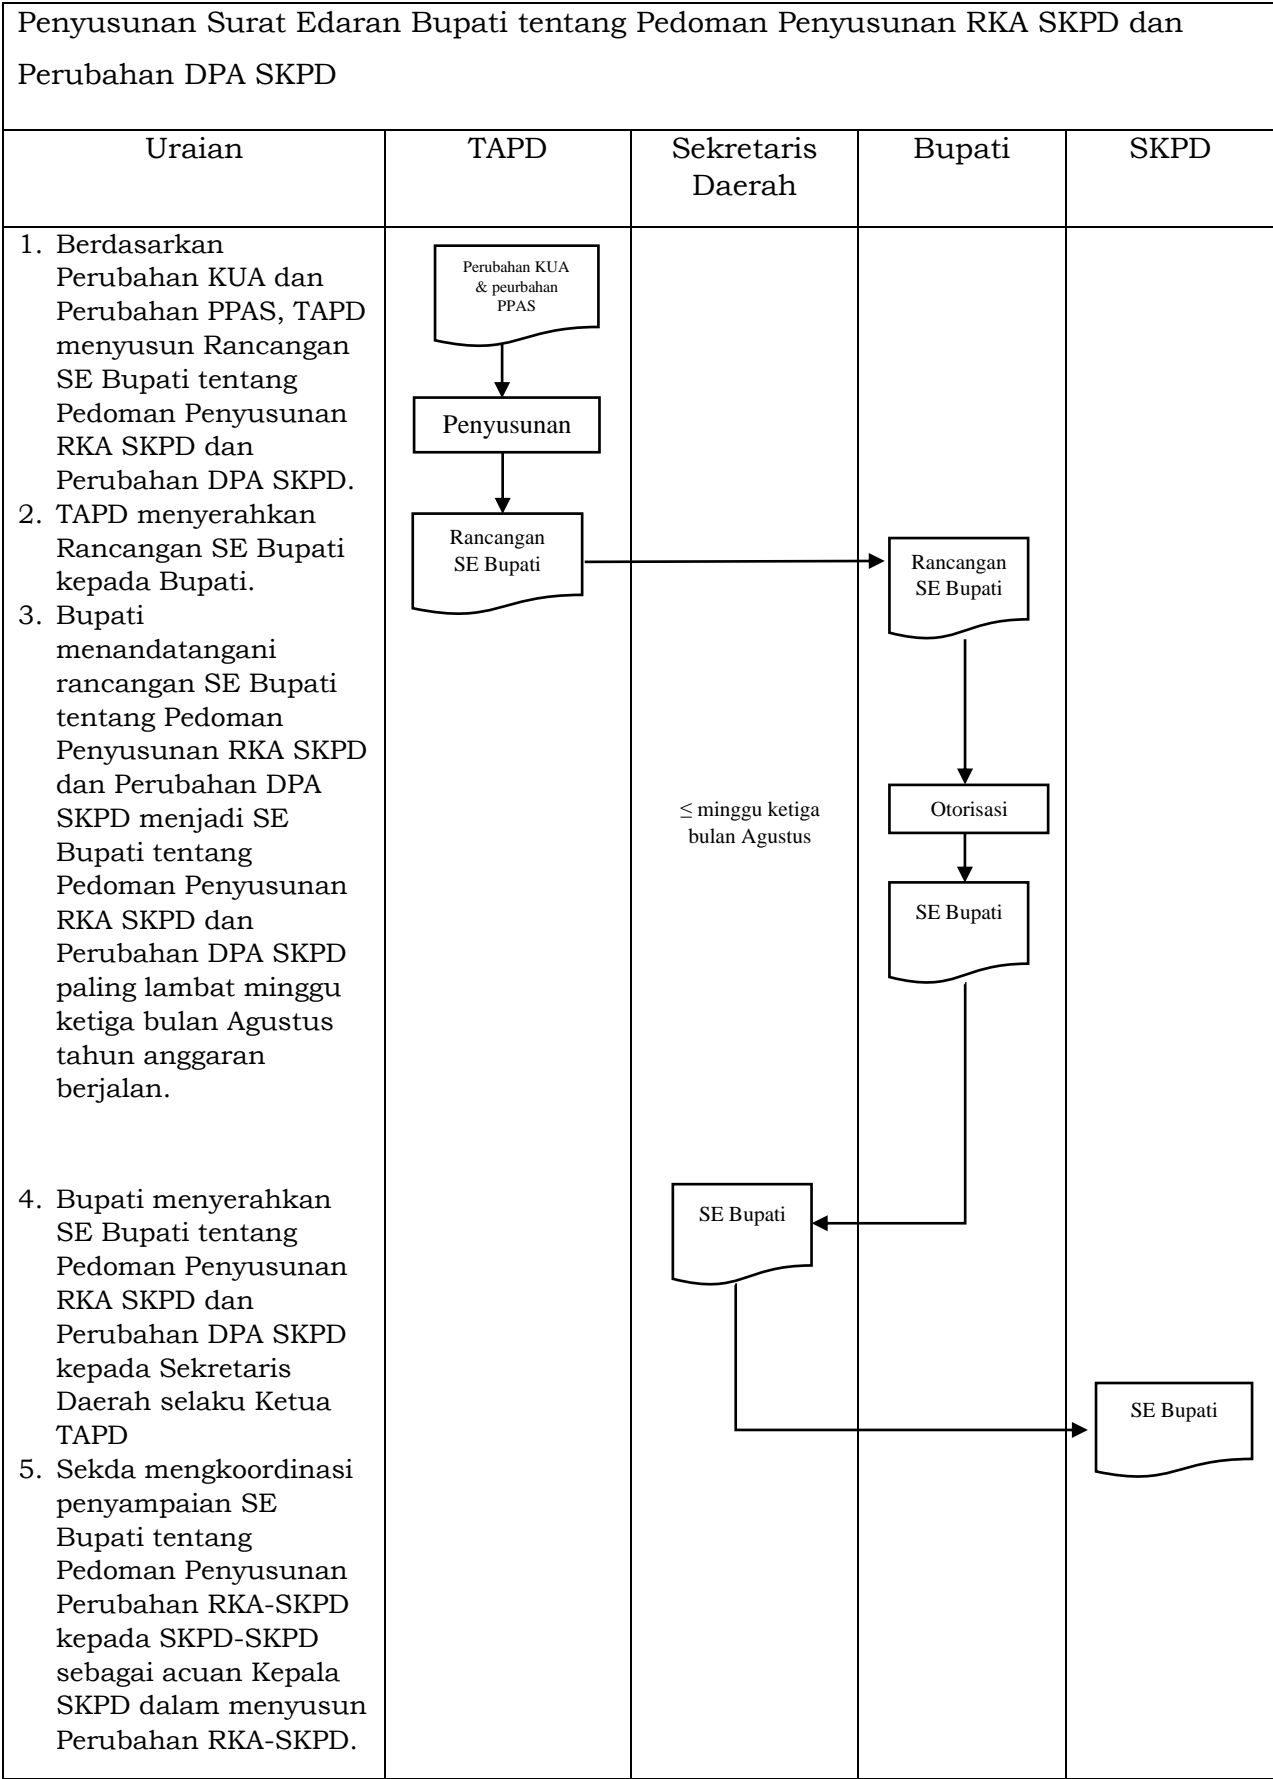 Penyusunan Surat Edaran Bupati tentang Pedoman Penyusunan RKA SKPD dan
Perubahan DPA SKPD
Uraian
TAPD
Sekretaris
Daerah
Bupati
SKPD
1. Berdasarkan
Perubahan KUA dan
Perubahan PPAS, TAPD
menyusun Rancangan
SE Bupati tentang
Pedoman Penyusunan
RKA SKPD dan
Perubahan DPA SKPD.
2. TAPD menyerahkan
Rancangan SE Bupati
kepada Bupati.
3. Bupati
menandatangani
rancangan SE Bupati
tentang Pedoman
Penyusunan RKA SKPD
dan Perubahan DPA
SKPD menjadi SE
Bupati tentang
Pedoman Penyusunan
RKA SKPD dan
Perubahan DPA SKPD
paling lambat minggu
ketiga bulan Agustus
tahun anggaran
berjalan.
4. Bupati menyerahkan
SE Bupati tentang
Pedoman Penyusunan
RKA SKPD dan
Perubahan DPA SKPD
kepada Sekretaris
Daerah selaku Ketua
TAPD
5. Sekda mengkoordinasi
penyampaian SE
Bupati tentang
Pedoman Penyusunan
Perubahan RKA-SKPD
kepada SKPD-SKPD
sebagai acuan Kepala
SKPD dalam menyusun
Perubahan RKA-SKPD.
Perubahan KUA
& peurbahan
PPAS
Penyusunan
Rancangan
SE Bupati
Rancangan
SE Bupati
≤ minggu ketiga
bulan Agustus
Otorisasi
SE Bupati
SE Bupati
SE Bupati